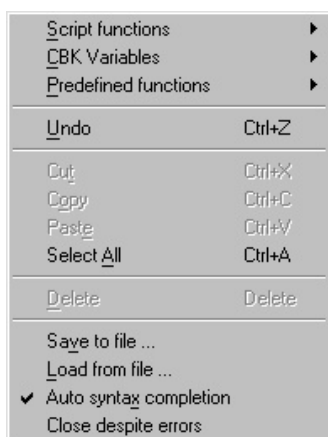 Script functions
CBK Variables
Predefined functions
Undo Ctrl+Z
Cut Ctrl+X
Copy Ctrl+C
Paste Ctrl+V
Select All Ctrl+A
Delete Delete
Save to file ...
Load from file ...
Auto syntax completion
Close despite errors